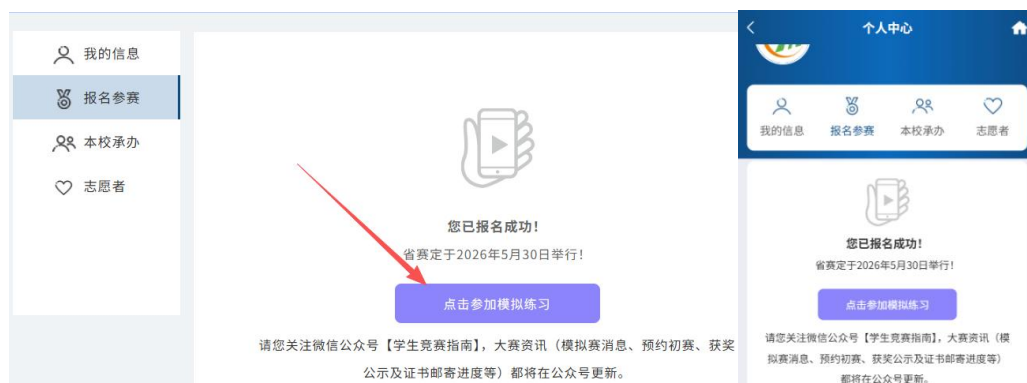 我的信息
报名参赛
本校承办
志愿者
您已报名成功！
省赛定于2026年5月30日举行！
点击参加模拟练习
请您关注微信公众号【学生竞赛指南】，大赛资讯（模拟赛消息、预约初赛、获奖
公示及证书邮寄进度等）都将在公众号更新。
个人中心
我的信息 报名参赛 本校承办 志愿者
您已报名成功！
省赛定于2026年5月30日举行！
点击参加模拟练习
请您关注微信公众号【学生竞赛指南】，大赛资讯（模
拟赛消息、预约初赛、获奖公示及证书邮寄进度等）
都将在公众号更新。